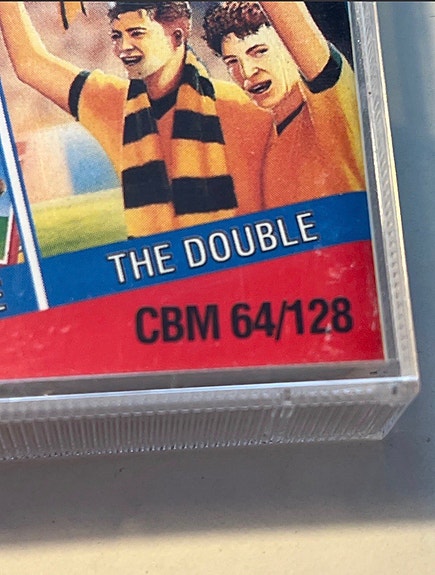 THE DOUBLE
CBM 64/128